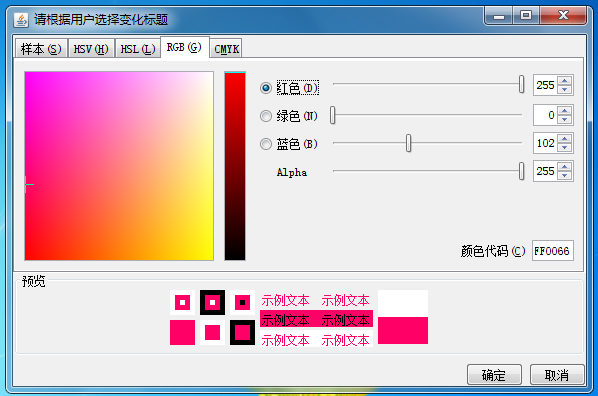 请根据用户选择变化标题
样本(S) HSV(H) HSL(L) RGB(G) CMYK
红色(D) 255
绿色(N) 0
蓝色(B) 102
Alpha 255
颜色代码(C) FF0066
预览
示例文本 示例文本
示例文本 示例文本
示例文本 示例文本
确定 取消